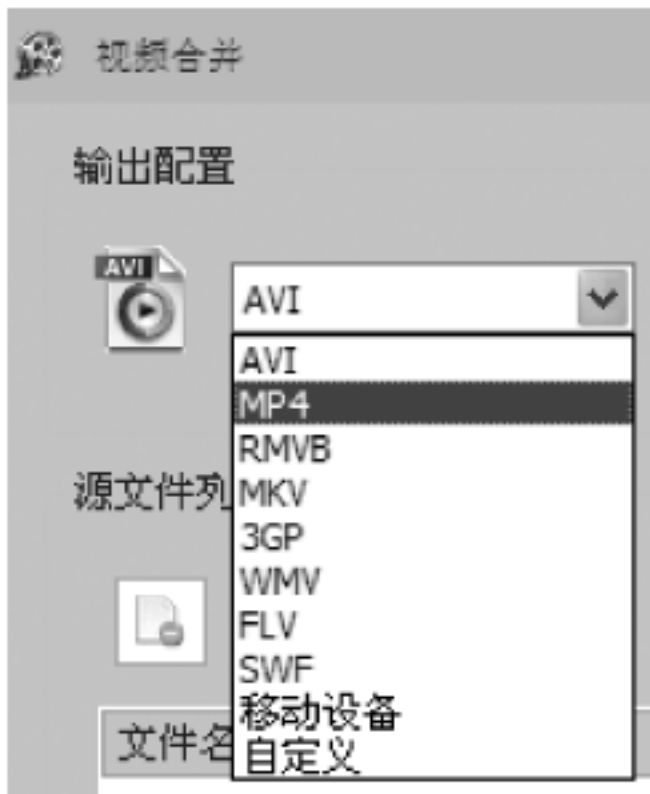 视频合并
输出配置
AVI
AVI
AVI
MP4
RMVB
源文件列
MKV
3GP
WMV
FLV
SWF
移动设备
文件名
自定义